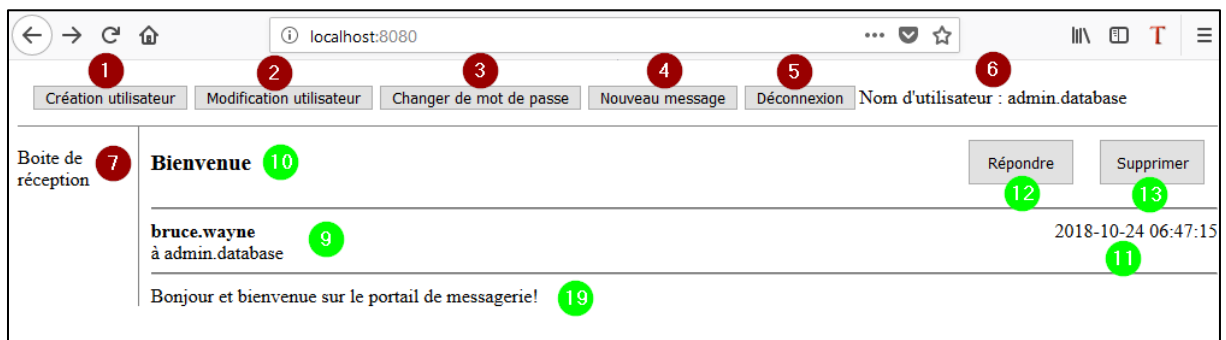 localhost:8080
T
1 2 3 4 5 6
Création utilisateur Modification utilisateur Changer de mot de passe Nouveau message Déconnexion Nom d'utilisateur : admin.database
Boite de
réception
7
Bienvenue 10
Répondre Supprimer
12 13
bruce.wayne
à admin.database
9
2018-10-24 06:47:15
11
Bonjour et bienvenue sur le portail de messagerie! 19